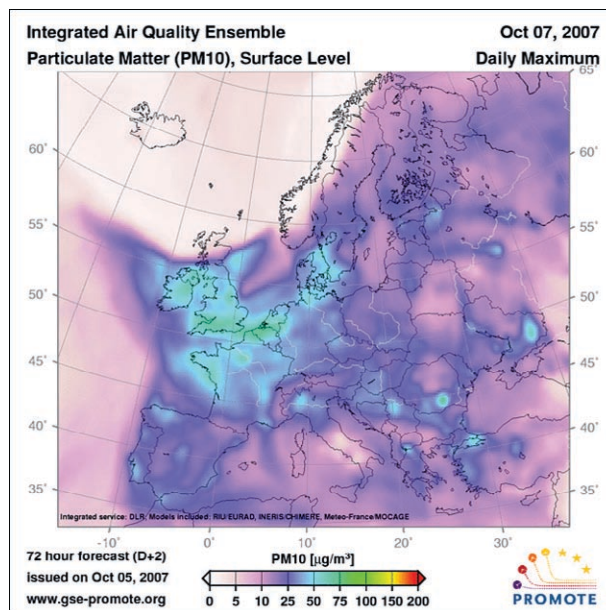 Integrated Air Quality Ensemble Oct 07, 2007
Particulate Matter (PM10), Surface Level Daily Maximum
65°
60° 60°
55° 55°
50° 50°
45° 45°
40° 40°
35° 35°
Integrated service: DLR; Models included: RIU/EURAD, INERIS/CHIMERE, Meteo-France/MOCAGE
-10° 0° 10° 20° 30°
72 hour forecast (D+2)
issued on Oct 05, 2007
www.gse-promote.org
PM10 [µg/m³]
0 5 10 25 50 75 100 150 200
PROMOTE